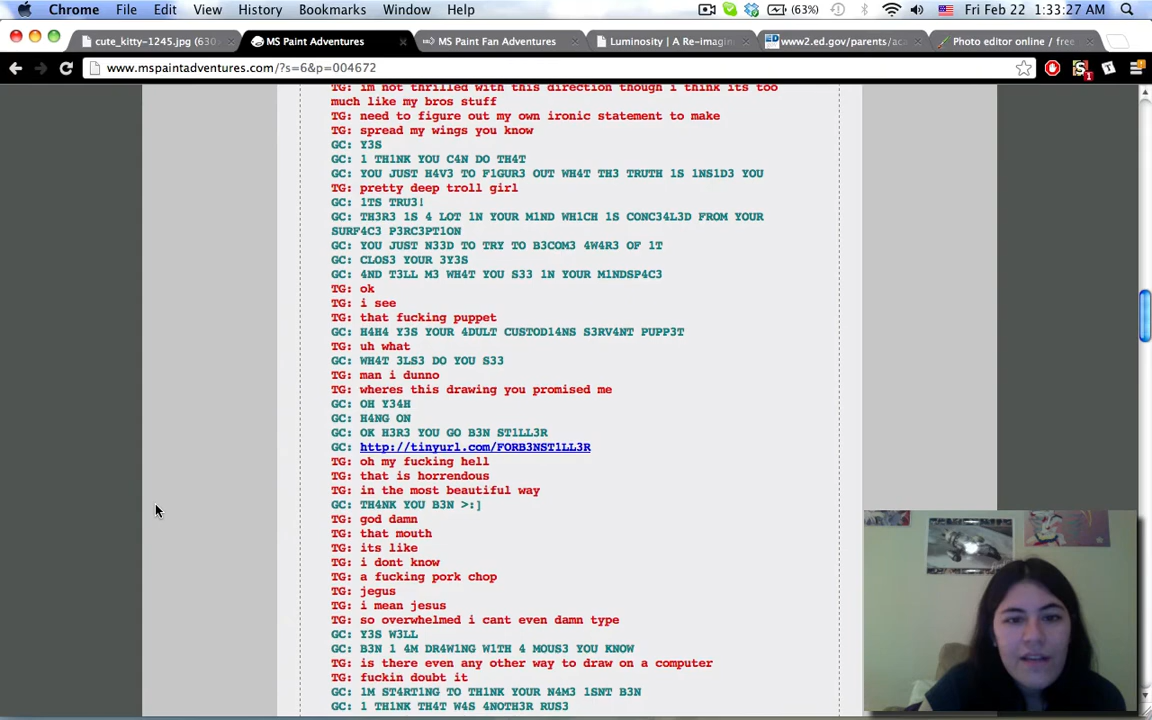 Chrome File Edit View History Bookmarks Window Help (63%) Fri Feb 22 1:33:27 AM
cute_kitty-1245.jpg (630 MS Paint Adventures MS Paint Fan Adventures Luminosity | A Re-imagin www2.ed.gov/parents/ac Photo editor online / free
www.mspaintadventures.com/?s=6&p=004672
TG: im not thrilled with this direction though i think its too
much like my bros stuff
TG: need to figure out my own ironic statement to make
TG: spread my wings you know
GC: Y3S
GC: 1 TH1NK YOU C4N DO TH4T
GC: YOU JUST H4V3 TO F1GUR3 OUT WH4T TH3 TRUTH 1S 1NS1D3 YOU
TG: pretty deep troll girl
GC: 1TS TRU3!
GC: TH3R3 1S 4 LOT 1N YOUR M1ND WH1CH 1S CONC34L3D FROM YOUR
SURF4C3 P3RC3PT1ON
GC: YOU JUST N33D TO TRY TO B3COM3 4W4R3 OF 1T
GC: CLOS3 YOUR 3Y3S
GC: 4ND T3LL M3 WH4T YOU S33 1N YOUR M1NDSP4C3
TG: ok
TG: i see
TG: that fucking puppet
GC: H4H4 Y3S YOUR 4DULT CUSTOD14NS S3RV4NT PUPP3T
TG: uh what
GC: WH4T 3LS3 DO YOU S33
TG: man i dunno
TG: wheres this drawing you promised me
GC: OH Y34H
GC: H4NG ON
GC: OK H3R3 YOU GO B3N ST1LL3R
GC: http://tinyurl.com/FORB3NST1LL3R
TG: oh my fucking hell
TG: that is horrendous
TG: in the most beautiful way
GC: TH4NK YOU B3N >:]
TG: god damn
TG: that mouth
TG: its like
TG: i dont know
TG: a fucking pork chop
TG: jegus
TG: i mean jesus
TG: so overwhelmed i cant even damn type
GC: Y3S W3LL
GC: B3N 1 4M DR4W1NG W1TH 4 MOUS3 YOU KNOW
TG: is there even any other way to draw on a computer
TG: fuckin doubt it
GC: 1M ST4RT1NG TO TH1NK YOUR N4M3 1SNT B3N
GC: 1 TH1NK TH4T W4S 4NOTH3R RUS3